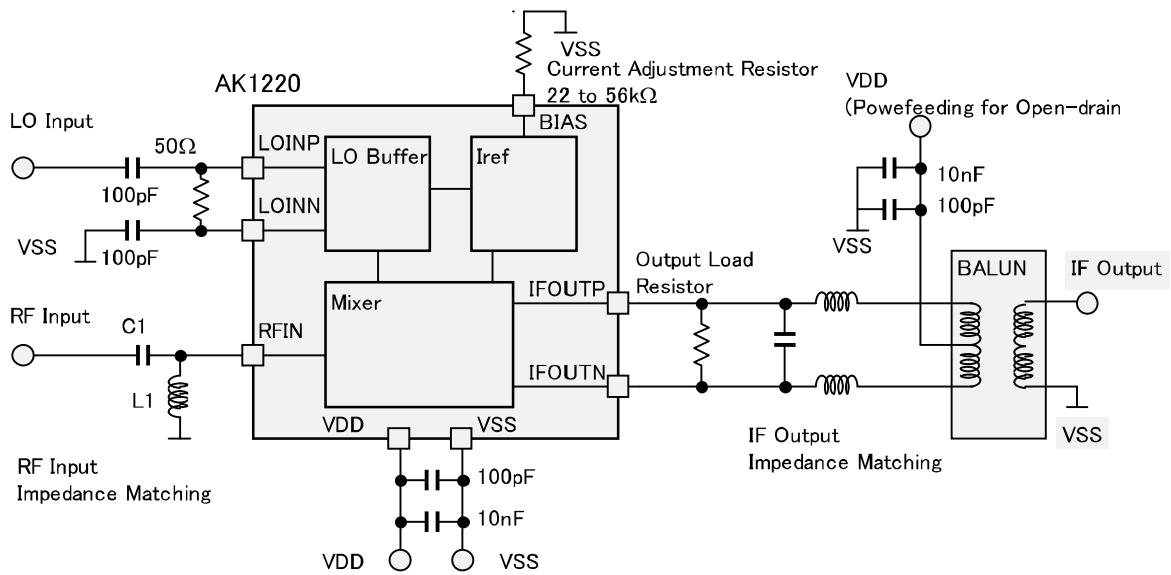 VSS
Current Adjustment Resistor
22 to 56kΩ
AK1220
BIAS
VDD
(Powefeeding for Open-drain
LO Input
50Ω
LOINP
LO Buffer
Iref
10nF
100pF
100pF
LOINN
VSS
100pF
VSS
Output Load
Resistor
BALUN
IF Output
RF Input
C1
RFIN
Mixer
IFOUTP
IFOUTN
L1
VDD
VSS
VSS
IF Output
Impedance Matching
RF Input
Impedance Matching
100pF
10nF
VDD
VSS